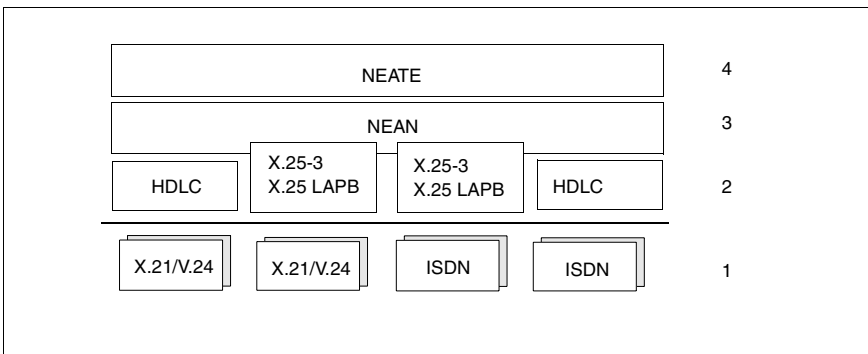 NEATE 4
NEAN 3
X.25-3 X.25-3
HDLC X.25 LAPB X.25 LAPB HDLC 2
X.21/V.24 X.21/V.24 ISDN ISDN 1